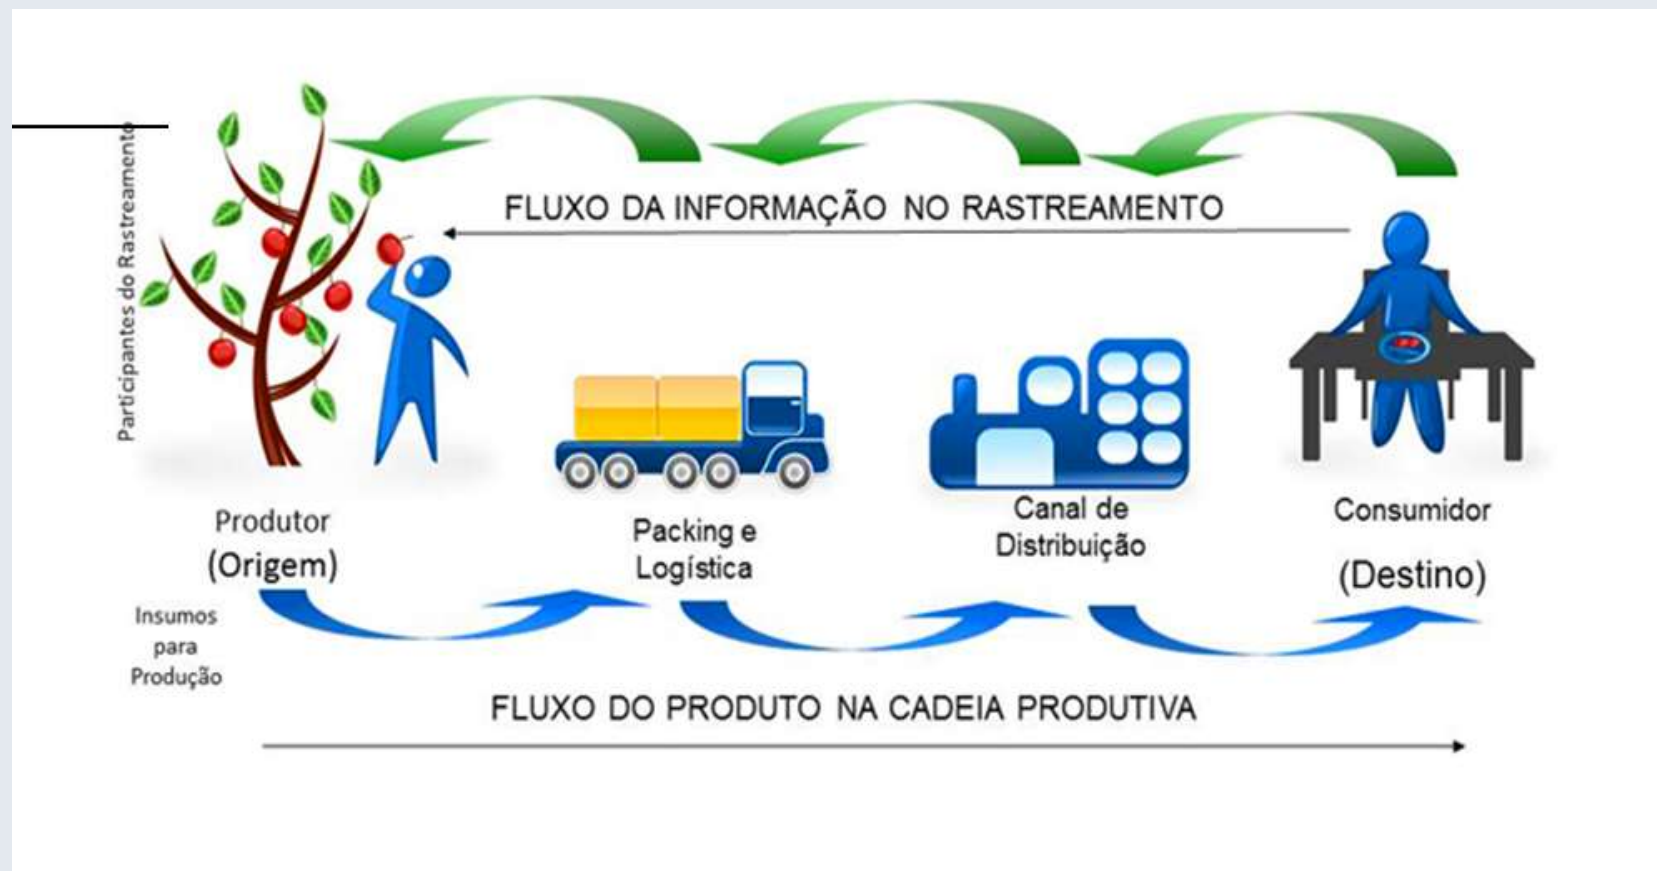 Participantes do Rastreamento
FLUXO DA INFORMAÇÃO NO RASTREAMENTO
Produtor
(Origem)
Packing e
Logística
Canal de
Distribuição
Consumidor
(Destino)
Insumos
para
Produção
FLUXO DO PRODUTO NA CADEIA PRODUTIVA